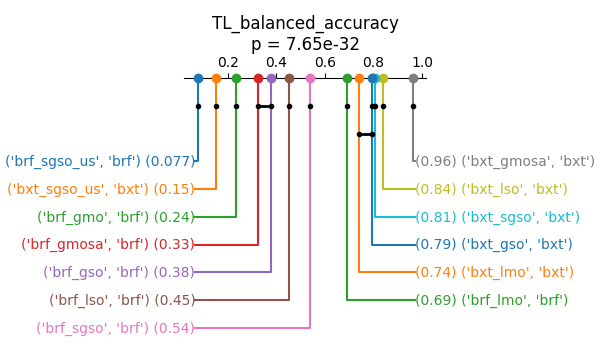 TL_balanced_accuracy
p = 7.65e-32
0.2 0.4 0.6 0.8 1.0
('brf_sgso_us', 'brf') (0.077) (0.96) ('bxt_gmosa', 'bxt')
('bxt_sgso_us', 'bxt') (0.15) (0.84) ('bxt_lso', 'bxt')
('brf_gmo', 'brf') (0.24) (0.81) ('bxt_sgso', 'bxt')
('brf_gmosa', 'brf') (0.33) (0.79) ('bxt_gso', 'bxt')
('brf_gso', 'brf') (0.38) (0.74) ('bxt_lmo', 'bxt')
('brf_lso', 'brf') (0.45) (0.69) ('brf_lmo', 'brf')
('brf_sgso', 'brf') (0.54)